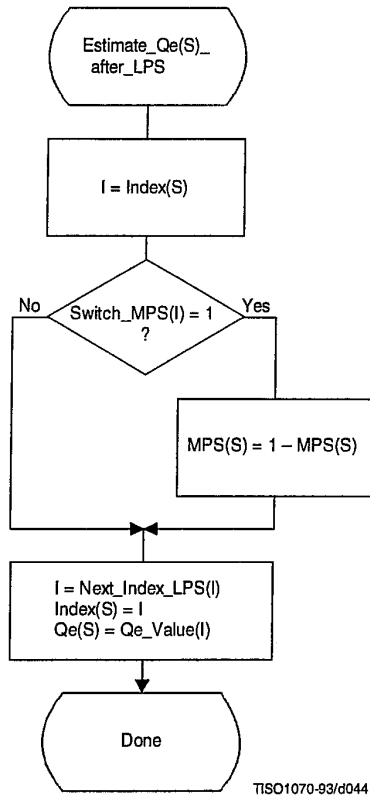 Estimate_Qe(S)_
after_LPS
I = Index(S)
No
Switch_MPS(I) = 1
?
Yes
MPS(S) = 1 – MPS(S)
I = Next_Index_LPS(I)
Index(S) = I
Qe(S) = Qe_Value(I)
Done
TISO1070-93/d044